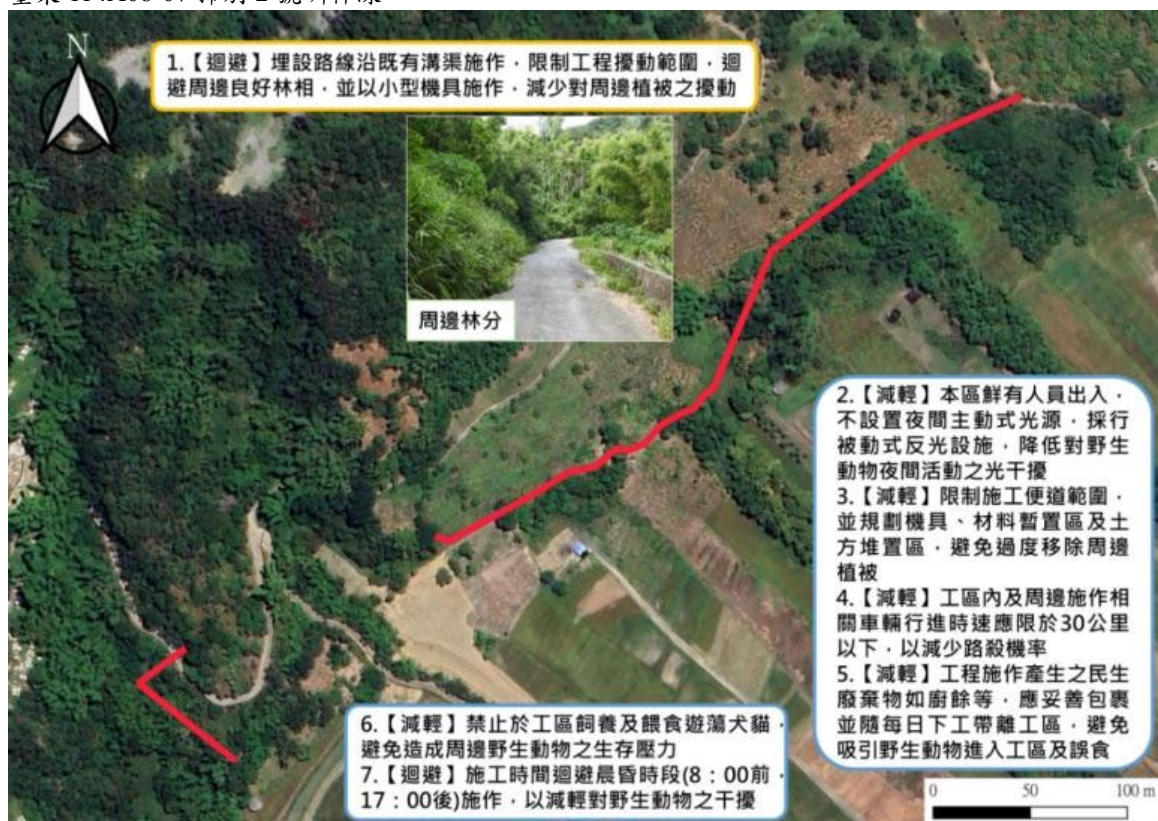 N
1.【迴避】埋設路線沿既有溝渠施作，限制工程擾動範圍，迴
避周邊良好林相，並以小型機具施作，減少對周邊植被之擾動
周邊林分
2.【減輕】本區鮮有人員出入，
不設置夜間主動式光源，採行
被動式反光設施，降低對野生
動物夜間活動之光干擾
3.【減輕】限制施工便道範圍，
並規劃機具、材料暫置區及土
方堆置區，避免過度移除周邊
植被
4.【減輕】工區內及周邊施作相
關車輛行進時速應限於30公里
以下，以減少路殺機率
5.【減輕】工程施作產生之民生
廢棄物如廚餘等，應妥善包裹
並隨每日下工帶離工區，避免
吸引野生動物進入工區及誤食
6.【減輕】禁止於工區飼養及餵食遊蕩犬貓，
避免造成周邊野生動物之生存壓力
7.【迴避】施工時間迴避晨昏時段(8：00前，
17：00後)施作，以減輕對野生動物之干擾
0 50 100 m